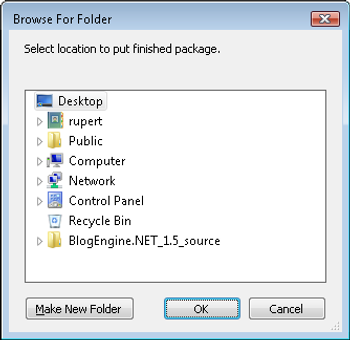 Browse For Folder
Select location to put finished package.
Desktop
rupert
Public
Computer
Network
Control Panel
Recycle Bin
BlogEngine.NET_1.5_source
Make New Folder
OK
Cancel